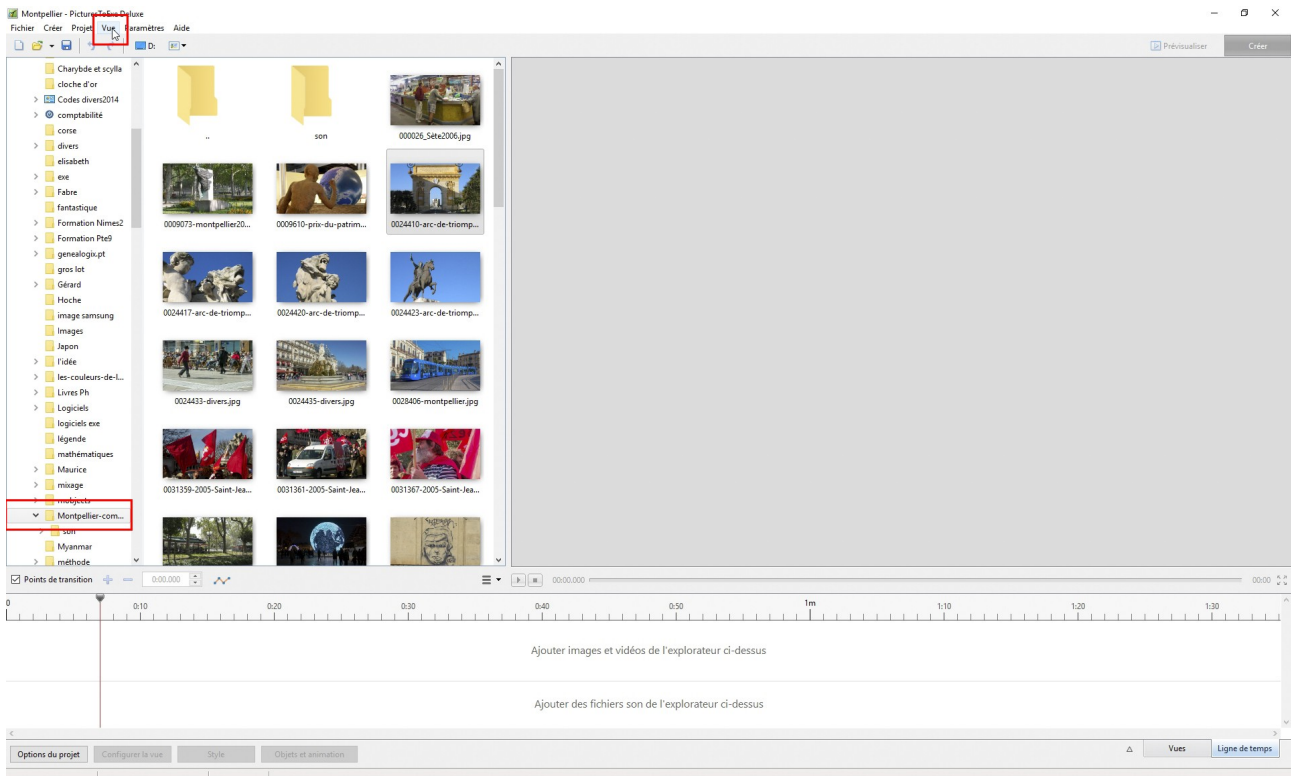 Montpellier - PicturesToExe Deluxe
Fichier Créer Projet Vue Paramètres Aide
D:
Prévisualiser
Créer
Charybde et scylla
cloche d'or
Codes divers2014
comptabilité
corse
divers
elisabeth
exe
Fabre
fantastique
Formation Nimes2
Formation Pte9
genealogix.pt
gros lot
Gérard
Hoche
image samsung
Images
Japon
l'idée
les-couleurs-de-l...
Livres Ph
Logiciels
logiciels exe
légende
mathématiques
Maurice
mixage
mobjects
Montpellier-com...
son
Myanmar
méthode
..
son
000026_Sète2006.jpg
0009073-montpellier20...
0009610-prix-du-patrim...
0024410-arc-de-triomp...
0024417-arc-de-triomp...
0024420-arc-de-triomp...
0024423-arc-de-triomp...
0024433-divers.jpg
0024435-divers.jpg
0028406-montpellier.jpg
0031359-2005-Saint-Jea...
0031361-2005-Saint-Jea...
0031367-2005-Saint-Jea...
Points de transition
0:00.000
00:00.000
00:00
0 0:10 0:20 0:30 0:40 0:50 1m 1:10 1:20 1:30
Ajouter images et vidéos de l'explorateur ci-dessus
Ajouter des fichiers son de l'explorateur ci-dessus
Options du projet
Configurer la vue
Style
Objets et animation
Vues
Ligne de temps